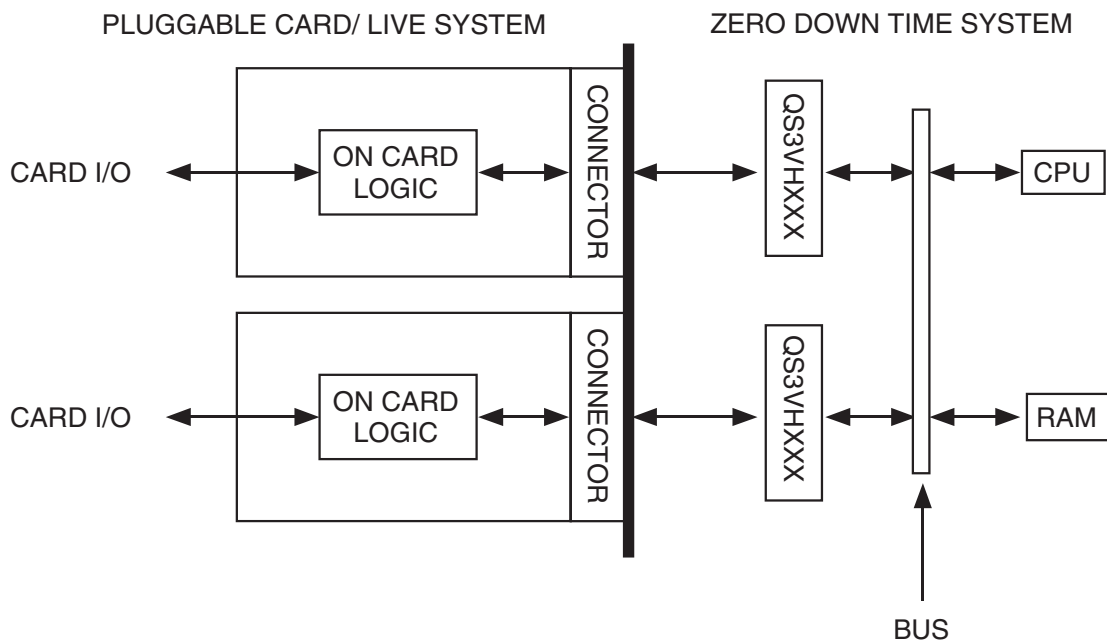 PLUGGABLE CARD/ LIVE SYSTEM
ZERO DOWN TIME SYSTEM
CARD I/O
ON CARD
LOGIC
CONNECTOR
QS3VHXXX
CPU
CARD I/O
ON CARD
LOGIC
CONNECTOR
QS3VHXXX
RAM
BUS